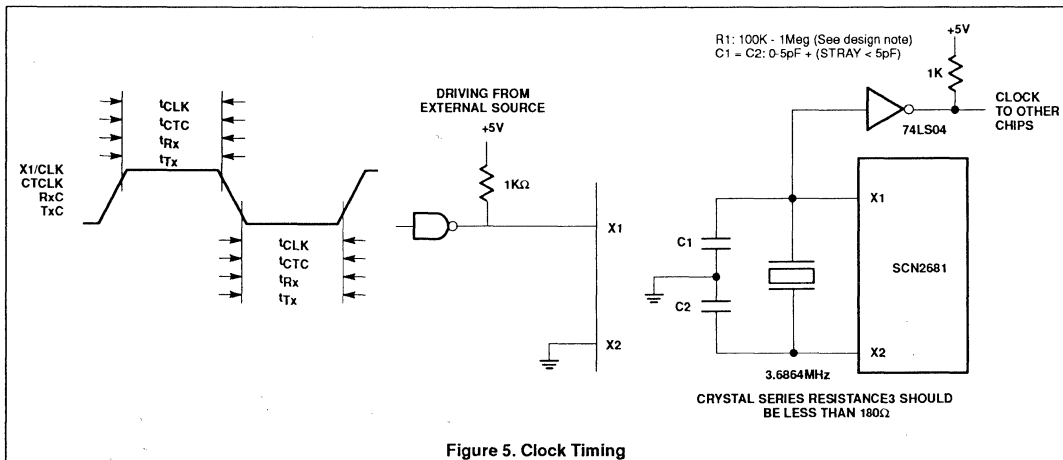 R1: 100K - 1Meg (See design note)
C1 = C2: 0-5pF + (STRAY < 5pF)
+5V
1K
CLOCK
TO OTHER
CHIPS
74LS04
DRIVING FROM
EXTERNAL SOURCE
+5V
1KΩ
X1
X2
tCLK
tCTC
tRx
tTx
X1/CLK
CTCLK
RxC
TxC
tCLK
tCTC
tRx
tTx
C1
C2
X1
SCN2681
X2
3.6864MHz
CRYSTAL SERIES RESISTANCE3 SHOULD
BE LESS THAN 180Ω
Figure 5. Clock Timing